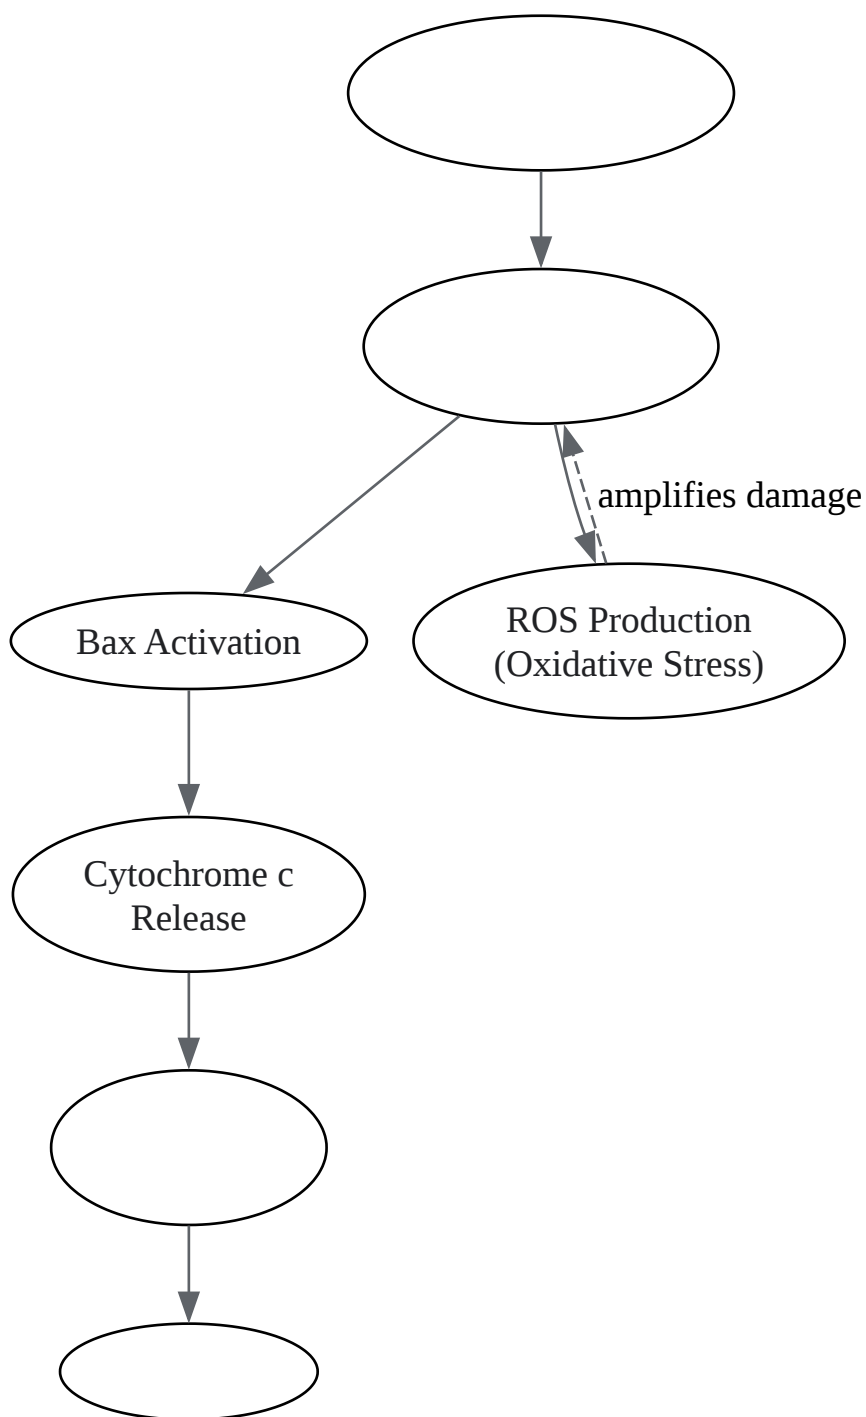 amplifies damage
Bax Activation
ROS Production
(Oxidative Stress)
Cytochrome c
Release